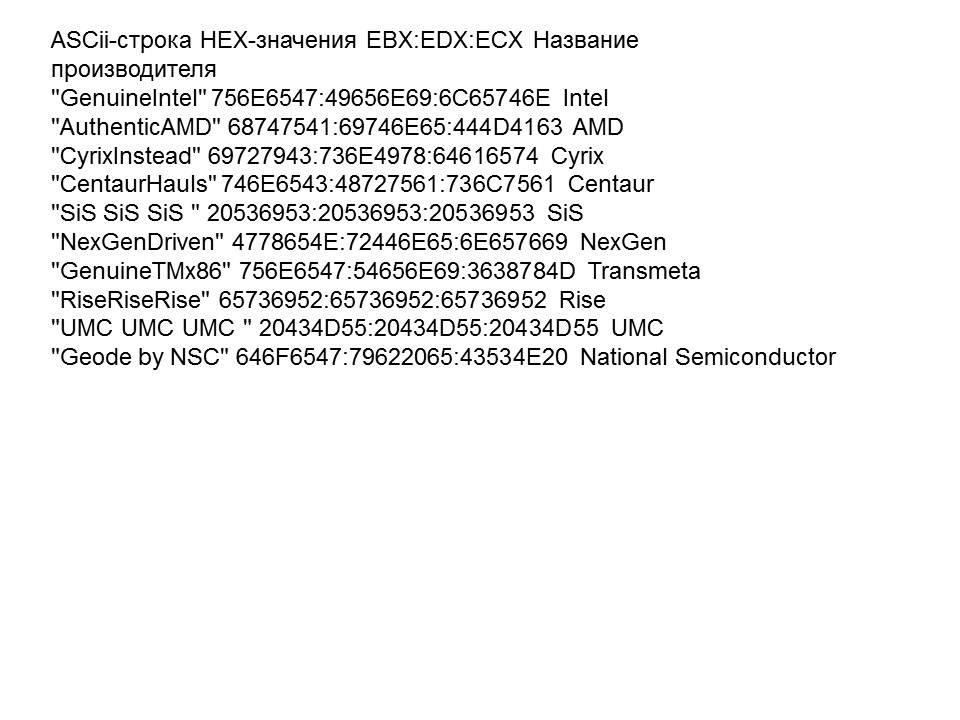 ASCii-строка HEX-значения EBX:EDX:ECX Название
производителя
"GenuineIntel" 756E6547:49656E69:6C65746E Intel
"AuthenticAMD" 68747541:69746E65:444D4163 AMD
"CyrixInstead" 69727943:736E4978:64616574 Cyrix
"CentaurHauls" 746E6543:48727561:736C7561 Centaur
"SiS SiS SiS " 20536953:20536953:20536953 SiS
"NexGenDriven" 4778654E:72446E65:6E657669 NexGen
"GenuineTMx86" 756E6547:54656E69:3638784D Transmeta
"RiseRiseRise" 65736952:65736952:65736952 Rise
"UMC UMC UMC " 20434D55:20434D55:20434D55 UMC
"Geode by NSC" 646F6547:79622065:43534E20 National Semiconductor